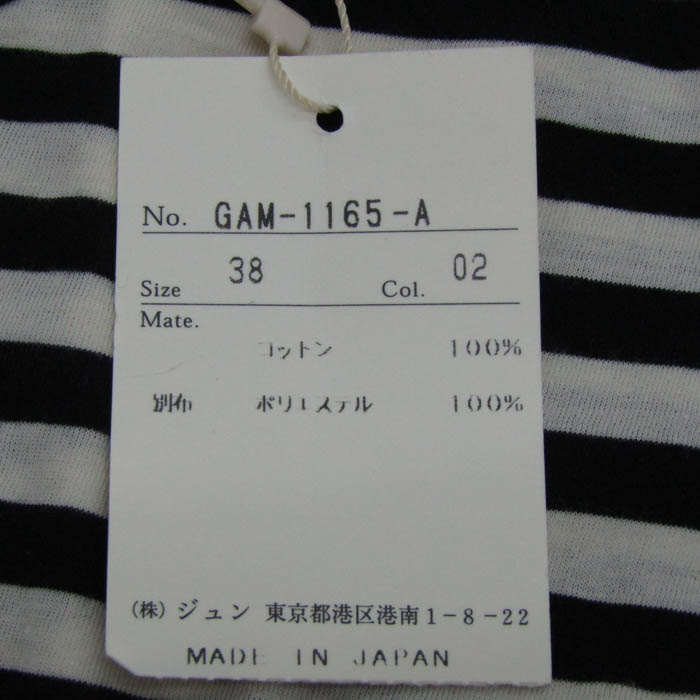 No. GAM-1165-A
Size 38 Col. 02
Mate.
コットン 100%
別布 ポリエステル 100%
(株) ジュン 東京都港区港南1-8-22
MADE IN JAPAN